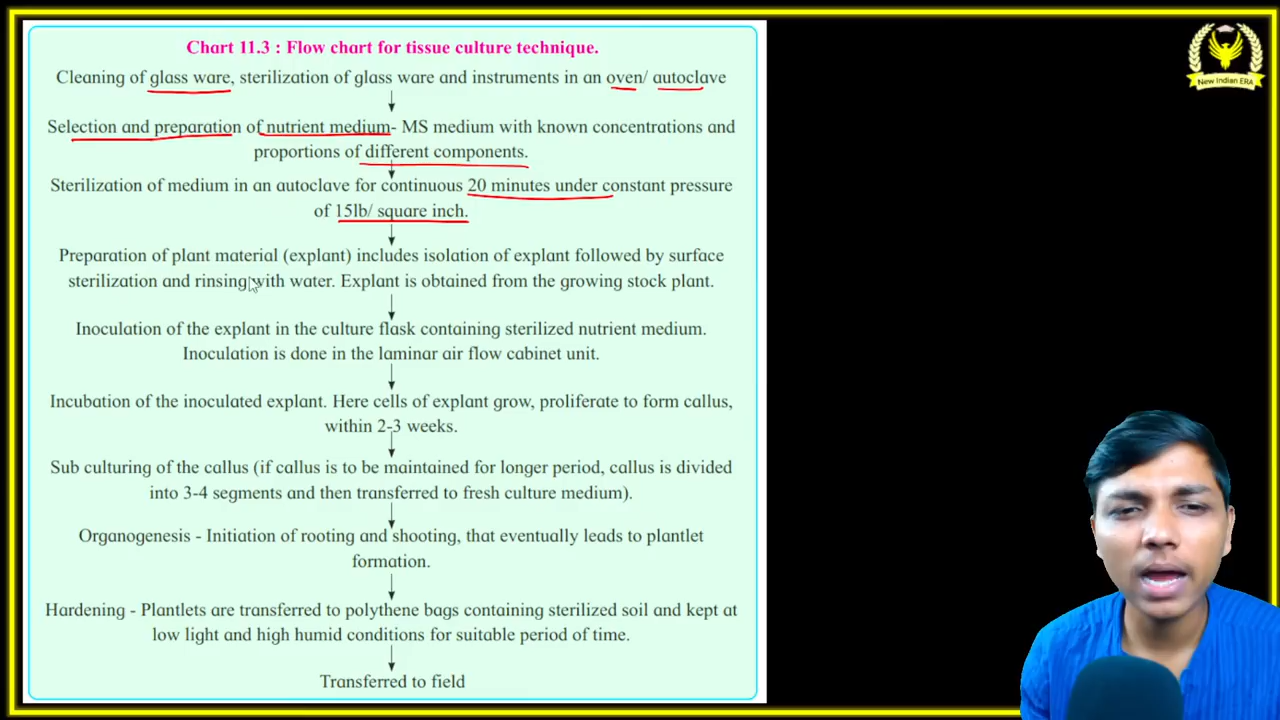 Chart 11.3 : Flow chart for tissue culture technique.
Cleaning of glass ware, sterilization of glass ware and instruments in an oven/ autoclave
Selection and preparation of nutrient medium- MS medium with known concentrations and
proportions of different components.
Sterilization of medium in an autoclave for continuous 20 minutes under constant pressure
of 15lb/ square inch.
Preparation of plant material (explant) includes isolation of explant followed by surface
sterilization and rinsing with water. Explant is obtained from the growing stock plant.
Inoculation of the explant in the culture flask containing sterilized nutrient medium.
Inoculation is done in the laminar air flow cabinet unit.
Incubation of the inoculated explant. Here cells of explant grow, proliferate to form callus,
within 2-3 weeks.
Sub culturing of the callus (if callus is to be maintained for longer period, callus is divided
into 3-4 segments and then transferred to fresh culture medium).
Organogenesis - Initiation of rooting and shooting, that eventually leads to plantlet
formation.
Hardening - Plantlets are transferred to polythene bags containing sterilized soil and kept at
low light and high humid conditions for suitable period of time.
Transferred to field
New Indian ERA